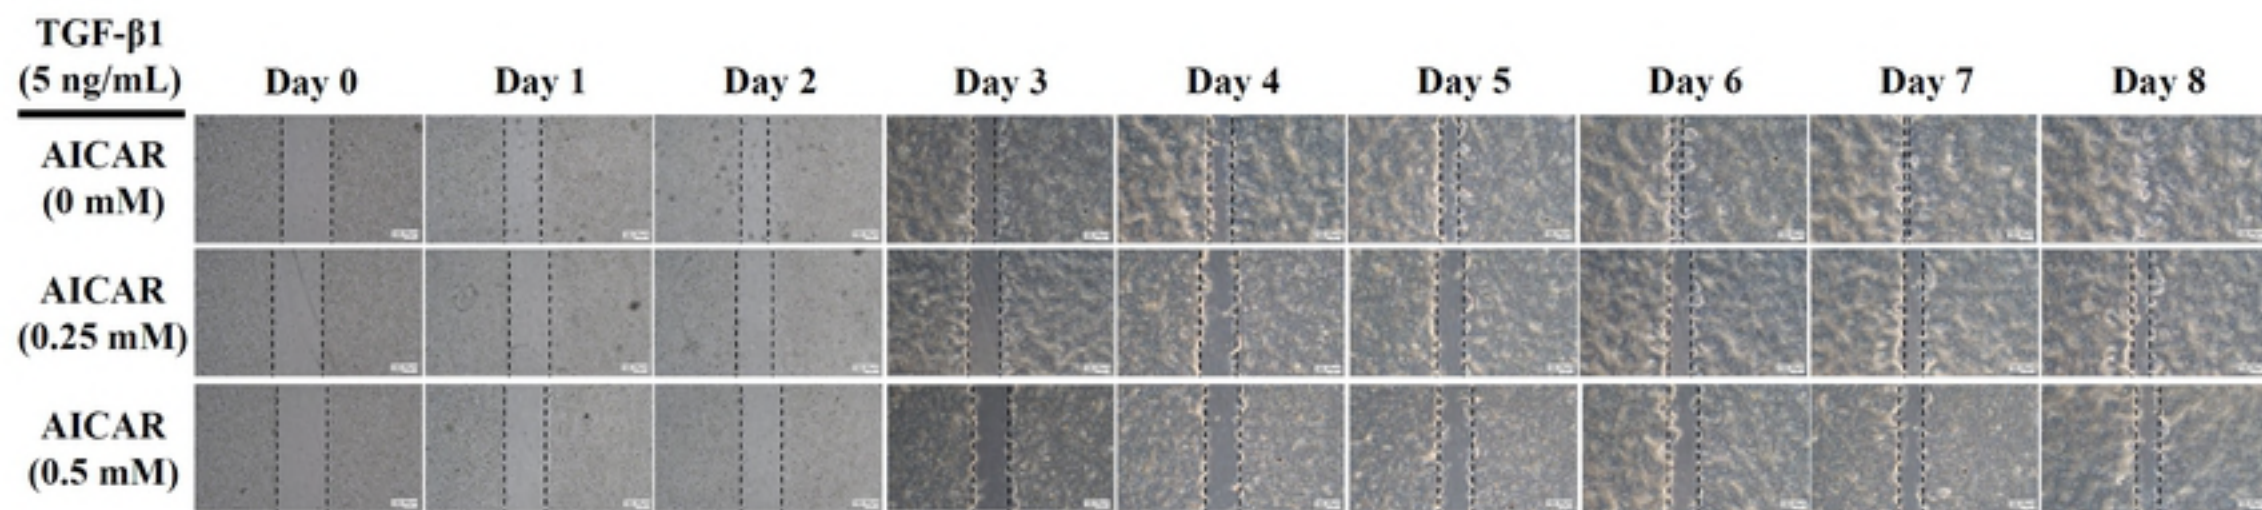 TGF-β1
(5 ng/mL)
Day 0 Day 1 Day 2 Day 3 Day 4 Day 5 Day 6 Day 7 Day 8
AICAR
(0 mM)
AICAR
(0.25 mM)
AICAR
(0.5 mM)